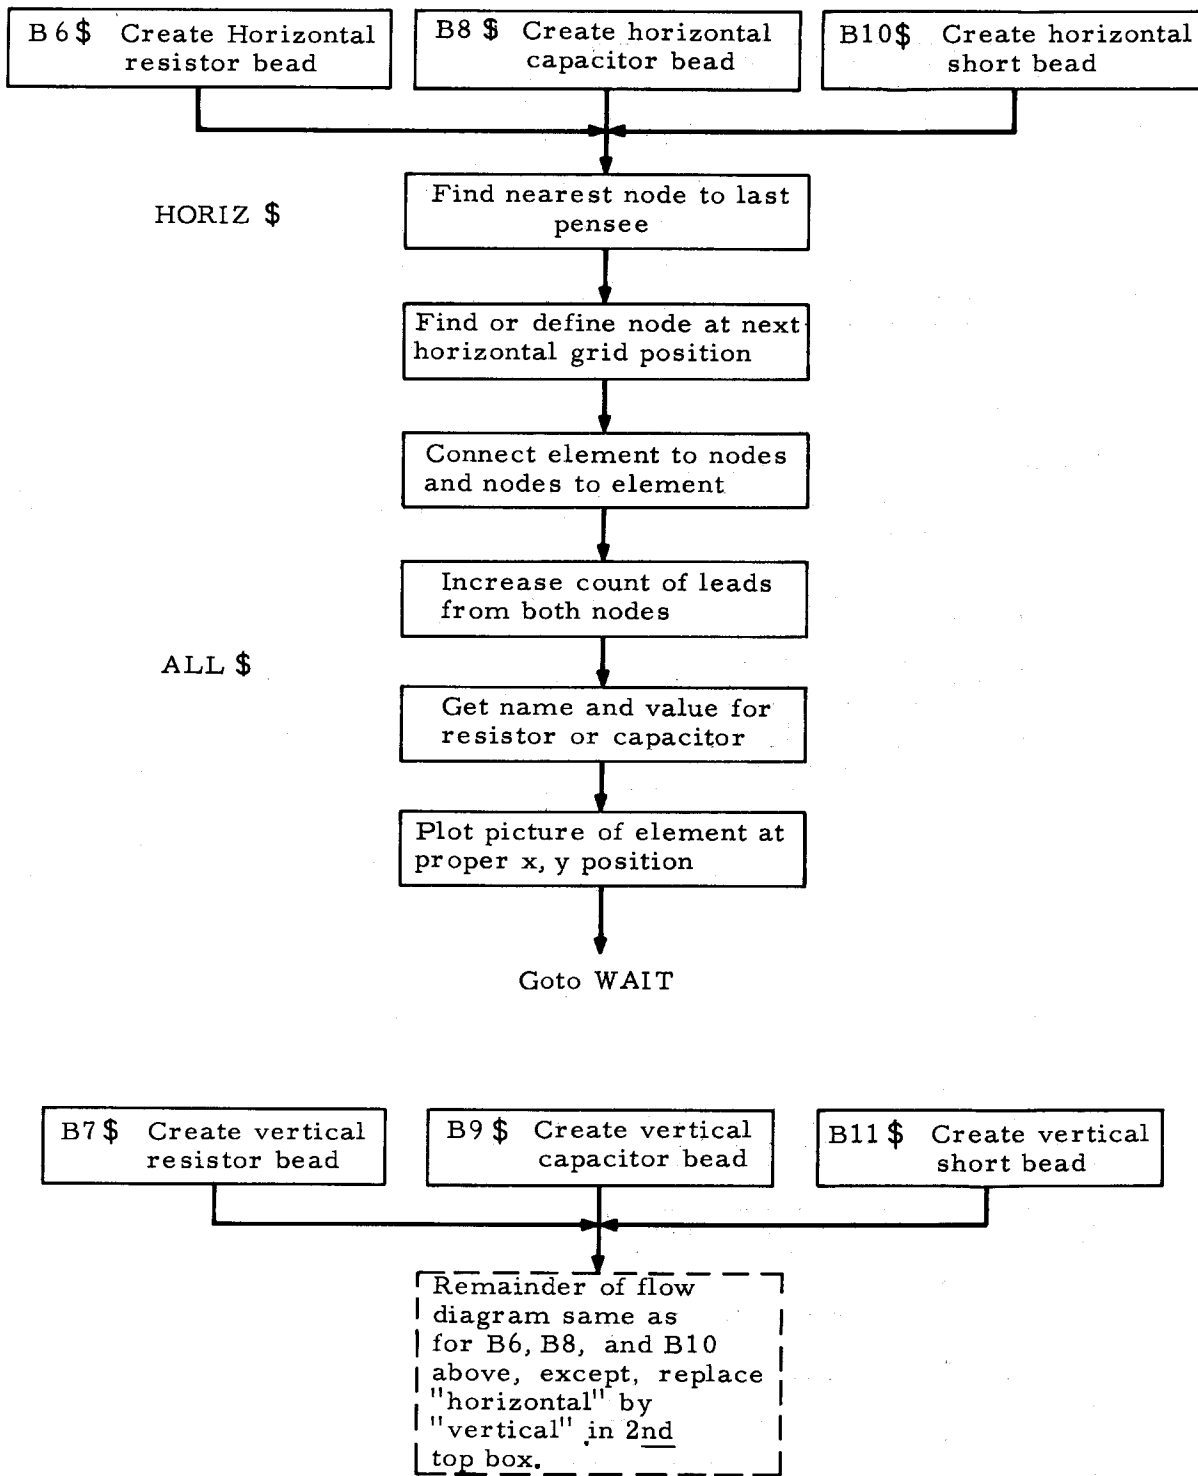 B 6 $ Create Horizontal
resistor bead
B8 $ Create horizontal
capacitor bead
B10 $ Create horizontal
short bead
HORIZ $
Find nearest node to last
pensee
Find or define node at next
horizontal grid position
Connect element to nodes
and nodes to element
Increase count of leads
from both nodes
ALL $
Get name and value for
resistor or capacitor
Plot picture of element at
proper x, y position
Goto WAIT
B7 $ Create vertical
resistor bead
B9 $ Create vertical
capacitor bead
B11 $ Create vertical
short bead
Remainder of flow
diagram same as
for B6, B8, and B10
above, except, replace
"horizontal" by
"vertical" in 2nd
top box.